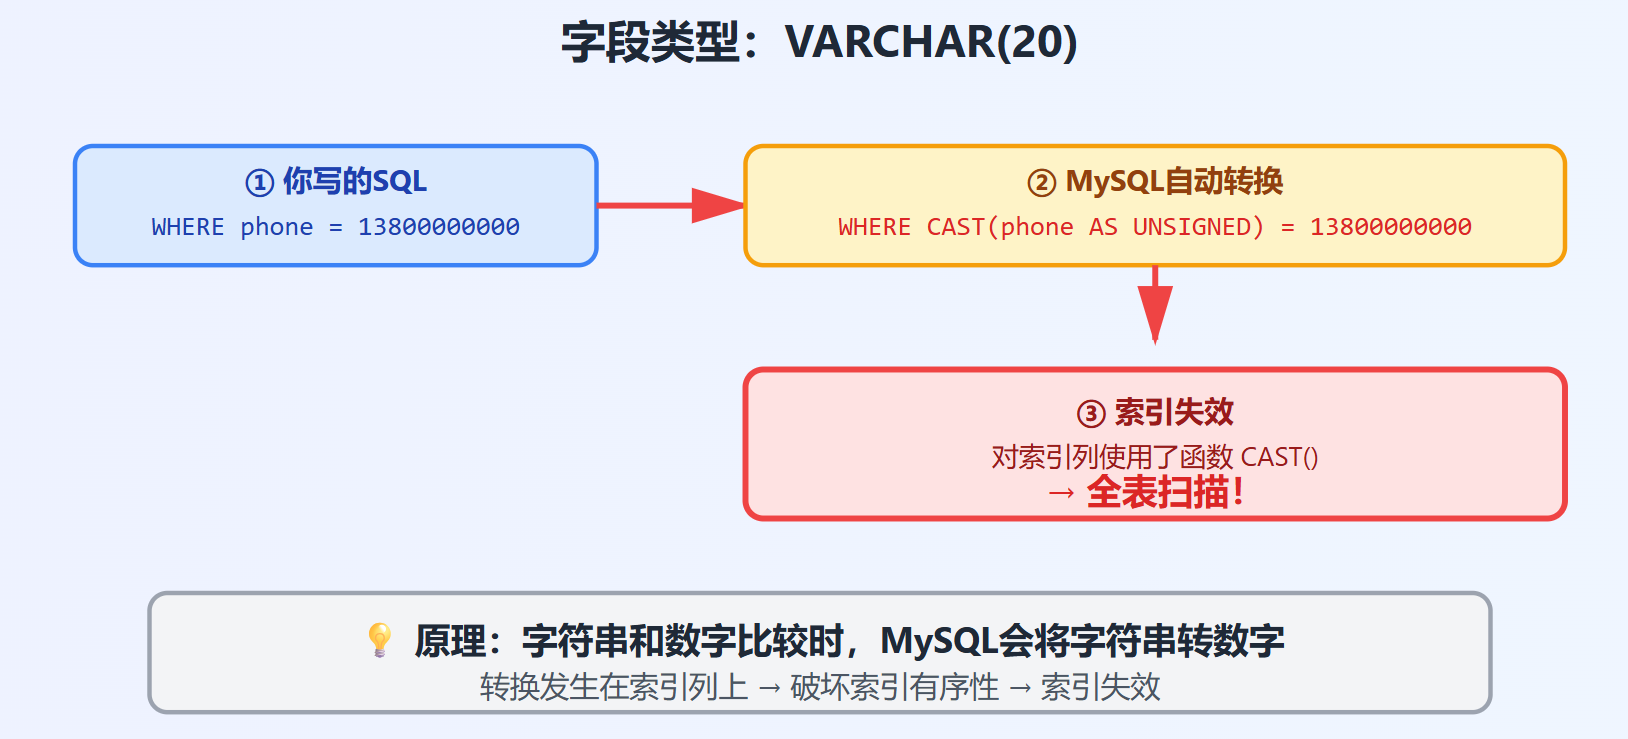 字段类型：VARCHAR(20)
① 你写的SQL
WHERE phone = 13800000000
② MySQL自动转换
WHERE CAST(phone AS UNSIGNED) = 13800000000
③ 索引失效
对索引列使用了函数 CAST()
→ 全表扫描！
💡 原理：字符串和数字比较时，MySQL会将字符串转数字
转换发生在索引列上 → 破坏索引有序性 → 索引失效